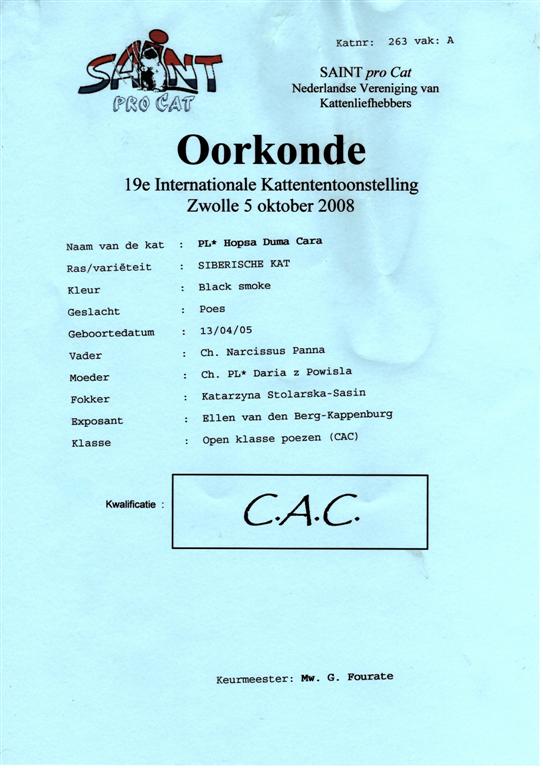 Katnr: 263 vak: A
SAINT
PRO CAT
SAINT pro Cat
Nederlandse Vereniging van
Kattenliefhebbers
Oorkonde
19e Internationale Kattententoonstelling
Zwolle 5 oktober 2008
Naam van de kat : PL* Hopsa Duma Cara
Ras/variëteit : SIBERISCHE KAT
Kleur : Black smoke
Geslacht : Poes
Geboortedatum : 13/04/05
Vader : Ch. Narcissus Panna
Moeder : Ch. PL* Daria z Powisla
Fokker : Katarzyna Stolarska-Sasin
Exposant : Ellen van den Berg-Kappenburg
Klasse : Open klasse poezen (CAC)
Kwalificatie : C.A.C.
Keurmeester: Mw. G. Fourate